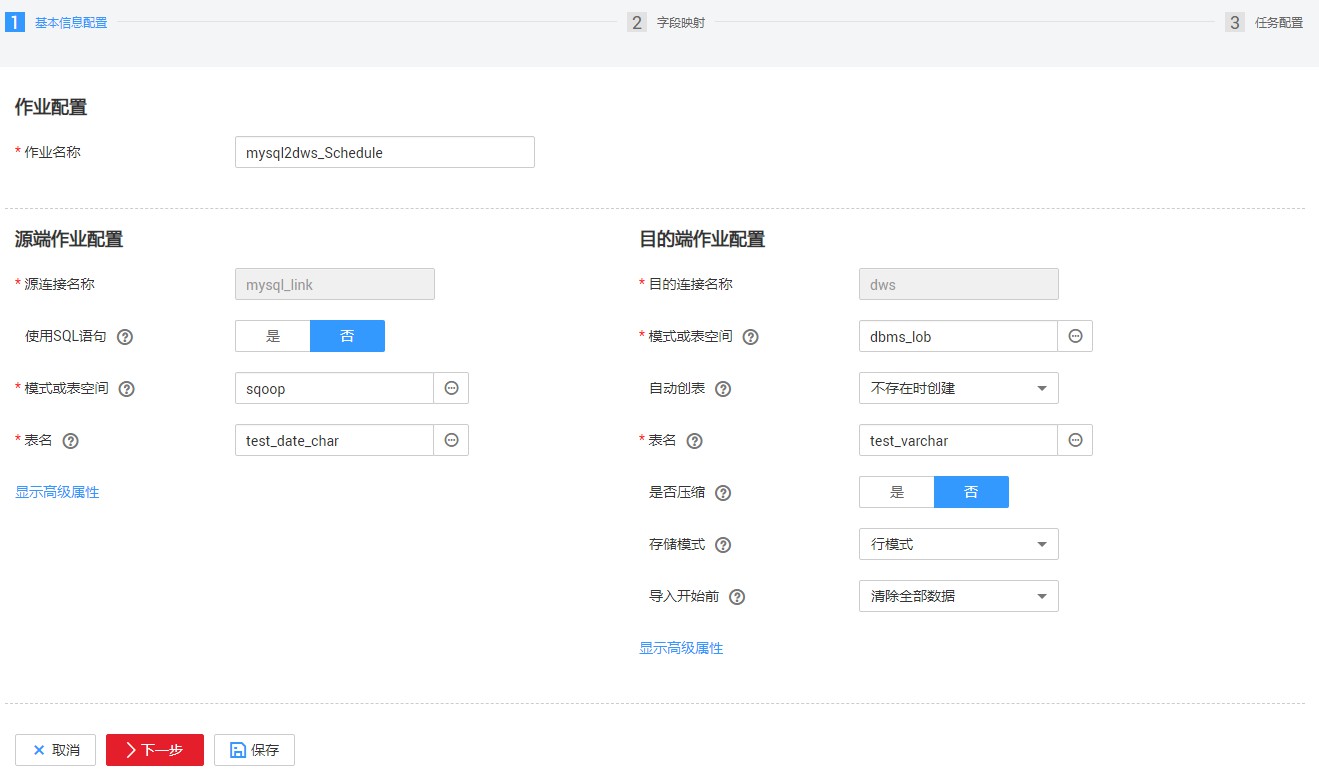 1 基本信息配置 2 字段映射 3 任务配置
作业配置
* 作业名称 mysql2dws_Schedule
源端作业配置 目的端作业配置
* 源连接名称 mysql_link * 目的连接名称 dws
使用SQL语句 ? 是 否 * 模式或表空间 ? dbms_lob
* 模式或表空间 ? sqoop 自动创表 ? 不存在时创建
* 表名 ? test_date_char * 表名 ? test_varchar
显示高级属性 是否压缩 ? 是 否
存储模式 ? 行模式
导入开始前 ? 清除全部数据
显示高级属性
取消 下一步 保存